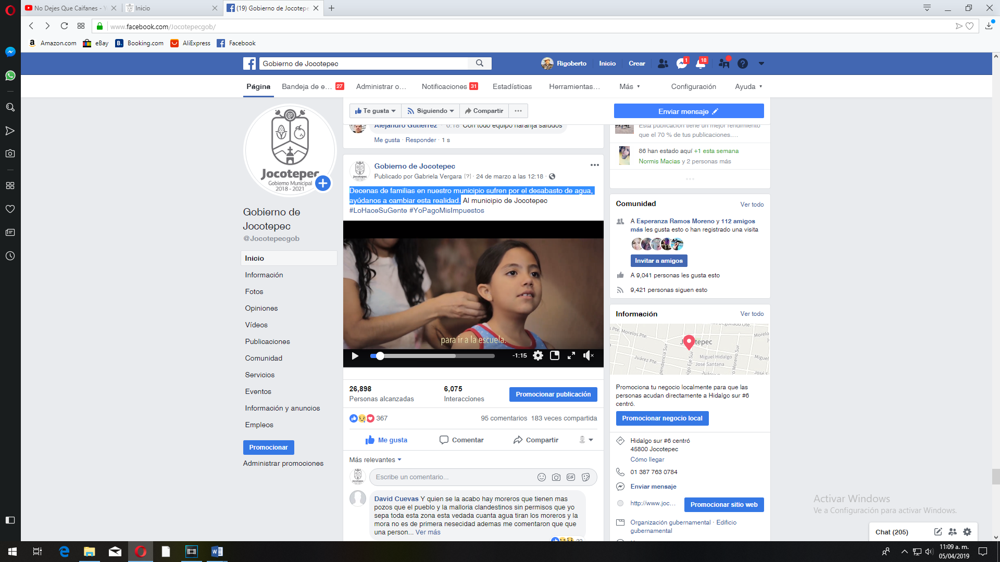 No Dejes Que Caifanes - Y
Inicio
(19) Gobierno de Jocotepe
www.facebook.com/Jocotepecgob/
Amazon.com
eBay
Booking.com
AliExpress
Facebook
Gobierno de Jocotepec
Rigoberto
Inicio
Crear
1
18
Página
Bandeja de e... 27
Administrar o...
Notificaciones 31
Estadísticas
Herramientas...
Más
Configuración
Ayuda
Jocotepec
Gobierno Municipal
2018 - 2021
Gobierno de
Jocotepec
@Jocotepecgob
Inicio
Información
Fotos
Opiniones
Vídeos
Publicaciones
Comunidad
Servicios
Eventos
Información y anuncios
Empleos
Promocionar
Administrar promociones
Te gusta
Siguiendo
Compartir
Enviar mensaje
Alejandro Gutierrez · 0:18 Con todo equipo naranja saludos
Me gusta · Responder · 1 s
Gobierno de Jocotepec
Publicado por Gabriela Vergara [?] · 24 de marzo a las 12:18 ·
Decenas de familias en nuestro municipio sufren por el desabasto de agua,
ayúdanos a cambiar esta realidad. Al municipio de Jocotepec
#LoHaceSuGente #YoPagoMisImpuestos
para ir a la escuela.
-1:15
26,898
Personas alcanzadas
6,075
Interacciones
Promocionar publicación
367
95 comentarios 183 veces compartida
Me gusta
Comentar
Compartir
Más relevantes
Escribe un comentario...
GIF
David Cuevas Y quien se la acabo hay moreros que tienen mas
pozos que el pueblo y la malloria clandestinos sin permisos que yo
sepa toda esta zona esta vedada cuanta agua tiran los moreros y la
mora no es de primera nesecidad ademas me comentaron que que
una person... Ver más
Esta publicación tiene un mejor rendimiento
que el 70 % de tus publicaciones....
86 han estado aquí +1 esta semana
Normis Macias y 2 personas más
Comunidad
Ver todo
A Esperanza Ramos Moreno y 112 amigos
más les gusta esto o han registrado una visita
Invitar a amigos
A 9,041 personas les gusta esto
9,421 personas siguen esto
Información
Ver todo
Pte. Morelos Pte.
Morelo
Juárez Pte.
Miguel Hidalgo
Jose Santana
Miguel
Promociona tu negocio localmente para que las
personas acudan directamente a Hidalgo sur #6
centró.
Promocionar negocio local
Hidalgo sur #6 centró
45800 Jocotepec
Cómo llegar
01 387 763 0784
Enviar mensaje
http://www.joc...
Promocionar sitio web
Organización gubernamental · Edificio
gubernamental
Activar Windows
Ve a Configuración para activar Windows.
Chat (205)
11:09 a. m.
05/04/2019